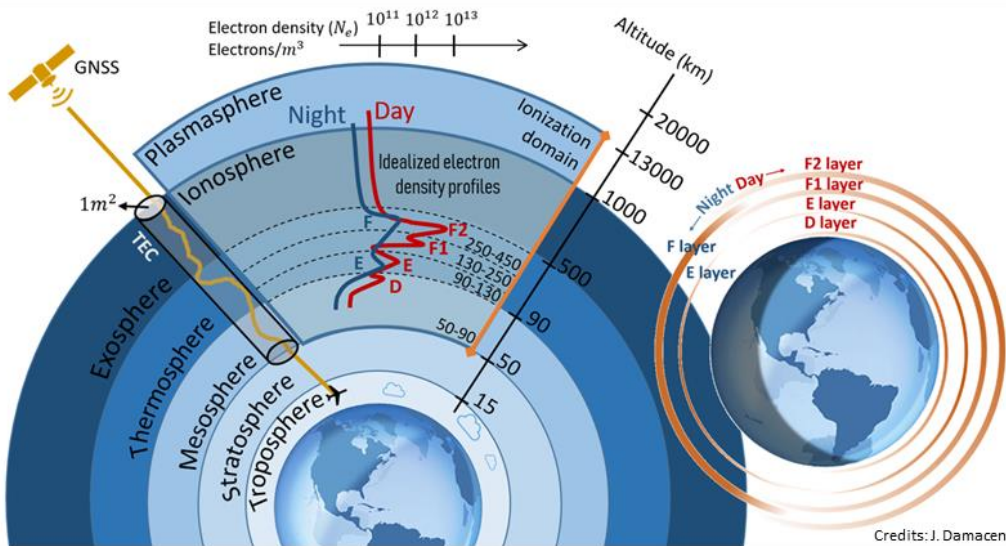 Electron density (Nₑ)
Electrons/m³
10¹¹ 10¹² 10¹³
GNSS
Altitude (km)
20000
13000
1000
500
90
50
15
Ionization
domain
Plasmasphere
Ionosphere
Night
Day
Idealized electron
density profiles
F
F2
F1
E
E
D
250-450
130-250
90-130
50-90
1m²
TEC
Exosphere
Thermosphere
Mesosphere
Stratosphere
Troposphere
Night Day
F2 layer
F1 layer
E layer
D layer
F layer
E layer
Credits: J. Damacen